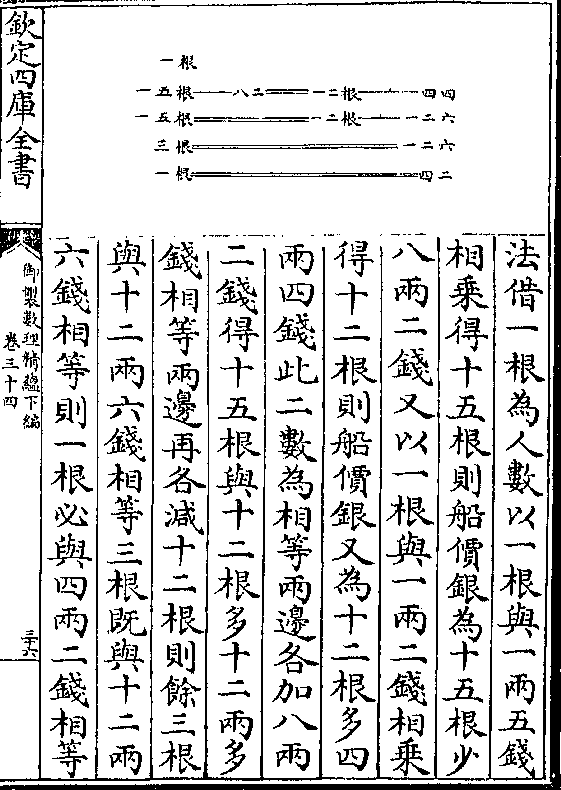 一根
一五根 八二 一二根 四四
一五根 一二根 一二六
三根 一二六
一根 四二
法借一根為人數以一根與一兩五錢
相乘得十五根則船價銀為十五根少
八兩二錢又以一根與一兩二錢相乘
得十二根則船價銀又為十二根多四
兩四錢此二數為相等兩邊各加八兩
二錢得十五根與十二根多十二兩多
錢相等兩邊再各減十二根則餘三根
與十二兩六錢相等三根既與十二兩
六錢相等則一根必與四兩二錢相等
欽定四庫全書
御製數理精蘊下編
卷三十四
三十六